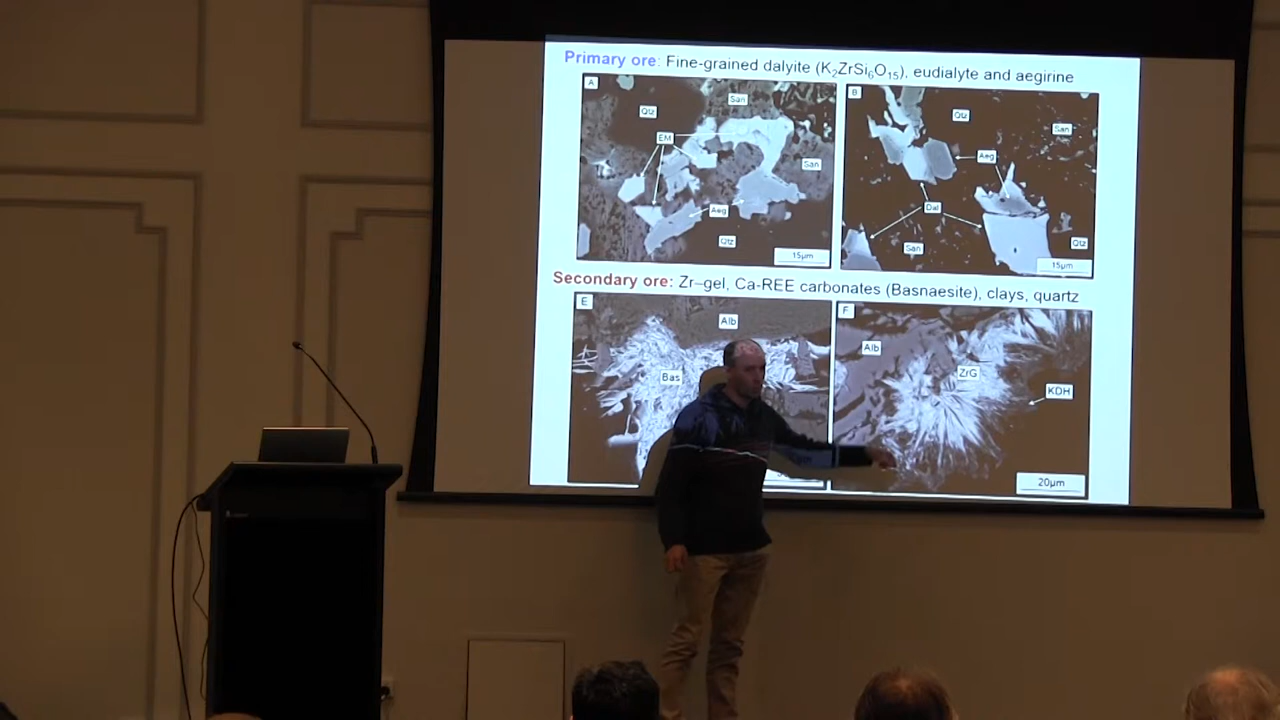 Primary ore: Fine-grained dalyite (K2ZrSi6O15), eudialyte and aegirine
A
Qtz
San
EM
San
Aeg
Qtz
15µm
B
Qtz
San
Aeg
Dal
San
Qtz
15µm
Secondary ore: Zr–gel, Ca-REE carbonates (Basnaesite), clays, quartz
E
Alb
Bas
F
Alb
ZrG
KDH
20µm